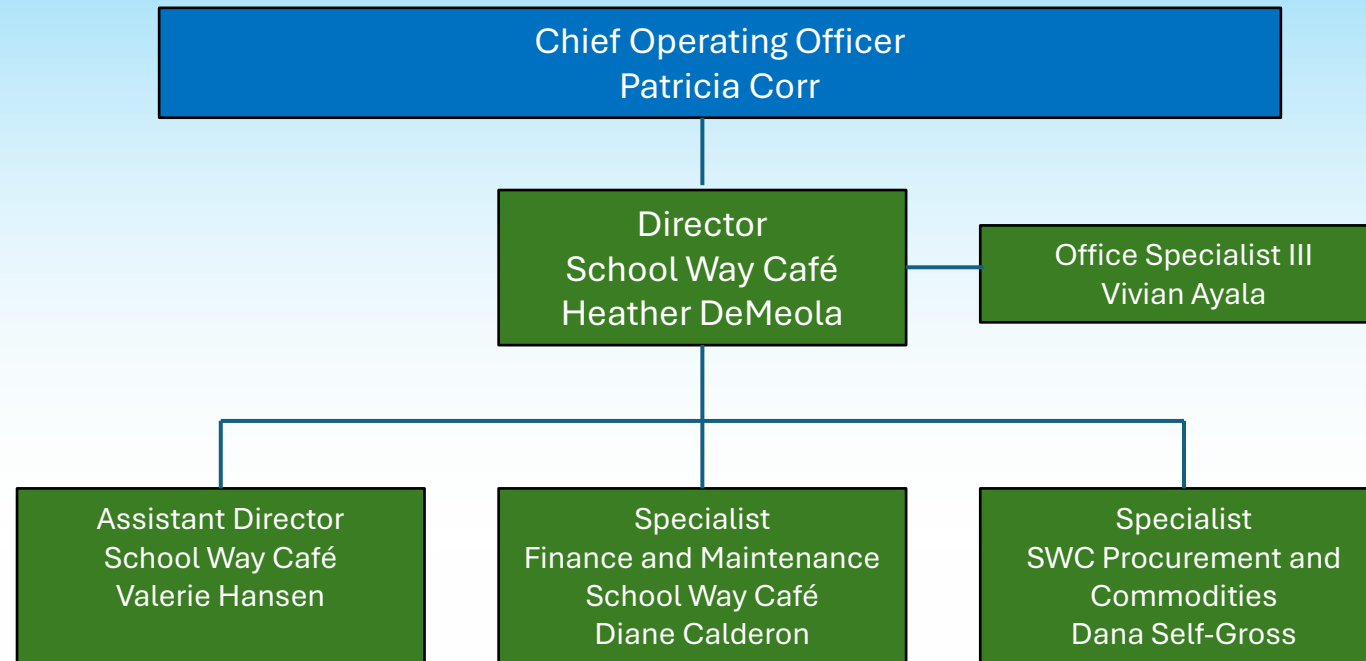 Chief Operating Officer
Patricia Corr
Director
School Way Café
Heather DeMeola
Office Specialist III
Vivian Ayala
Assistant Director
School Way Café
Valerie Hansen
Specialist
Finance and Maintenance
School Way Café
Diane Calderon
Specialist
SWC Procurement and
Commodities
Dana Self-Gross